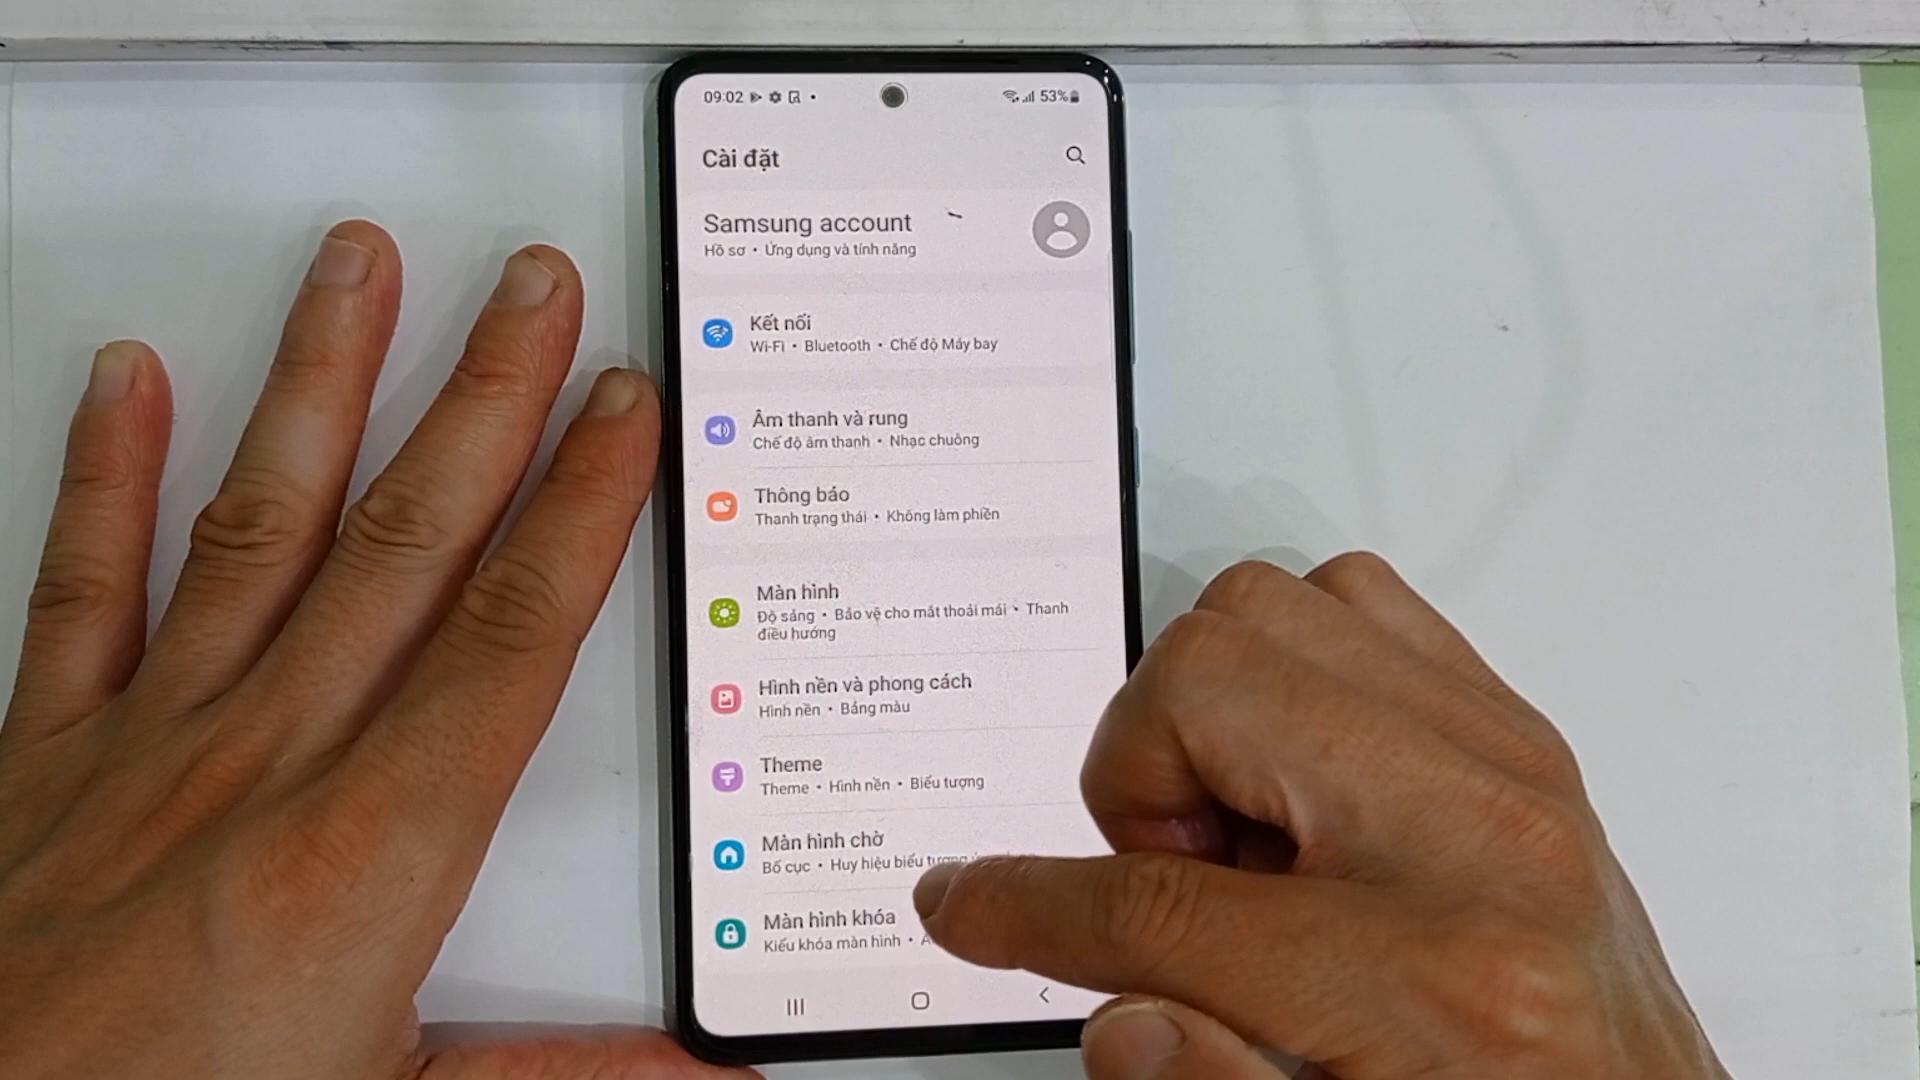 09:02
53%
Cài đặt
Samsung account
Hồ sơ • Ứng dụng và tính năng
Kết nối
Wi-Fi • Bluetooth • Chế độ Máy bay
Âm thanh và rung
Chế độ âm thanh • Nhạc chuông
Thông báo
Thanh trạng thái • Không làm phiền
Màn hình
Độ sáng • Bảo vệ cho mắt thoải mái • Thanh
điều hướng
Hình nền và phong cách
Hình nền • Bảng màu
Theme
Theme • Hình nền • Biểu tượng
Màn hình chờ
Bố cục • Huy hiệu biểu tượng
Màn hình khóa
Kiểu khóa màn hình •